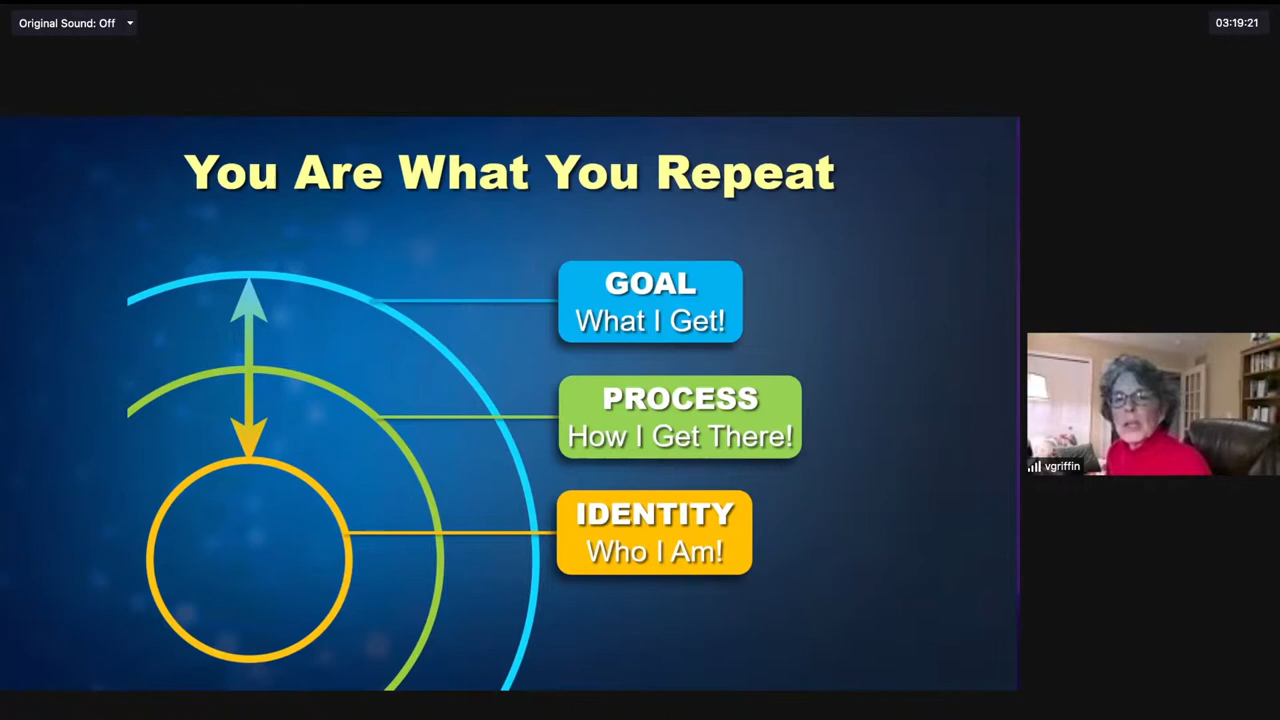 Original Sound: Off
03:19:21
You Are What You Repeat
GOAL
What I Get!
PROCESS
How I Get There!
IDENTITY
Who I Am!
vgriffin